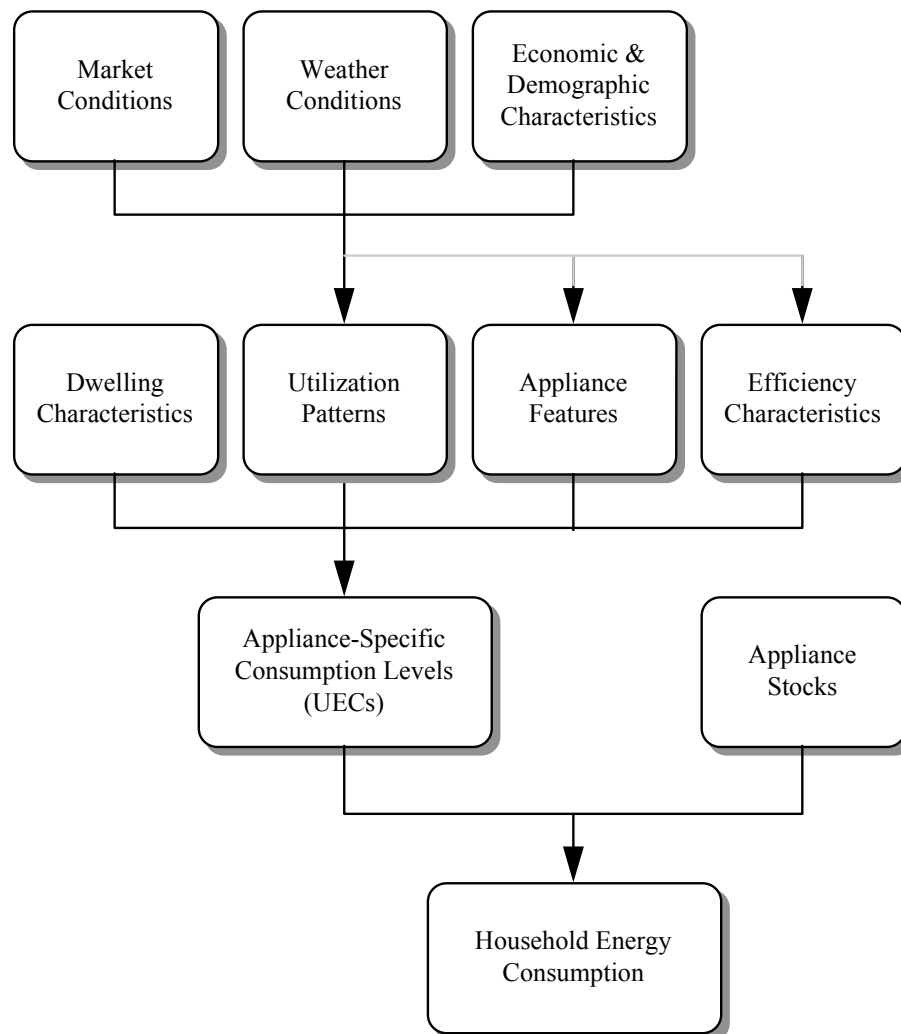 Market
Conditions
Weather
Conditions
Economic &
Demographic
Characteristics
Dwelling
Characteristics
Utilization
Patterns
Appliance
Features
Efficiency
Characteristics
Appliance-Specific
Consumption Levels
(UECs)
Appliance
Stocks
Household Energy
Consumption